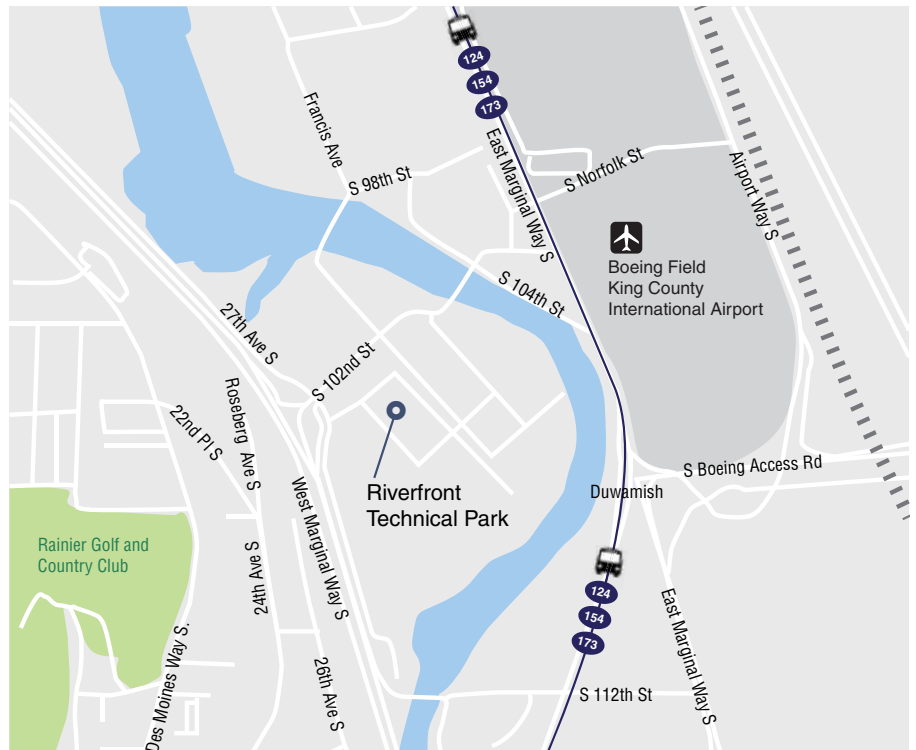 124
154
173
Francis Ave
East Marginal Way S
S Norfolk St
Airport Way S
S 98th St
Boeing Field
King County
International Airport
S 104th St
27th Ave S
S 102nd St
Roseberg Ave S
22nd Pl S
S Boeing Access Rd
Riverfront
Technical Park
Duwamish
West Marginal Way S
Rainier Golf and
Country Club
24th Ave S
124
154
173
East Marginal Way S
26th Ave S
Des Moines Way S.
S 112th St